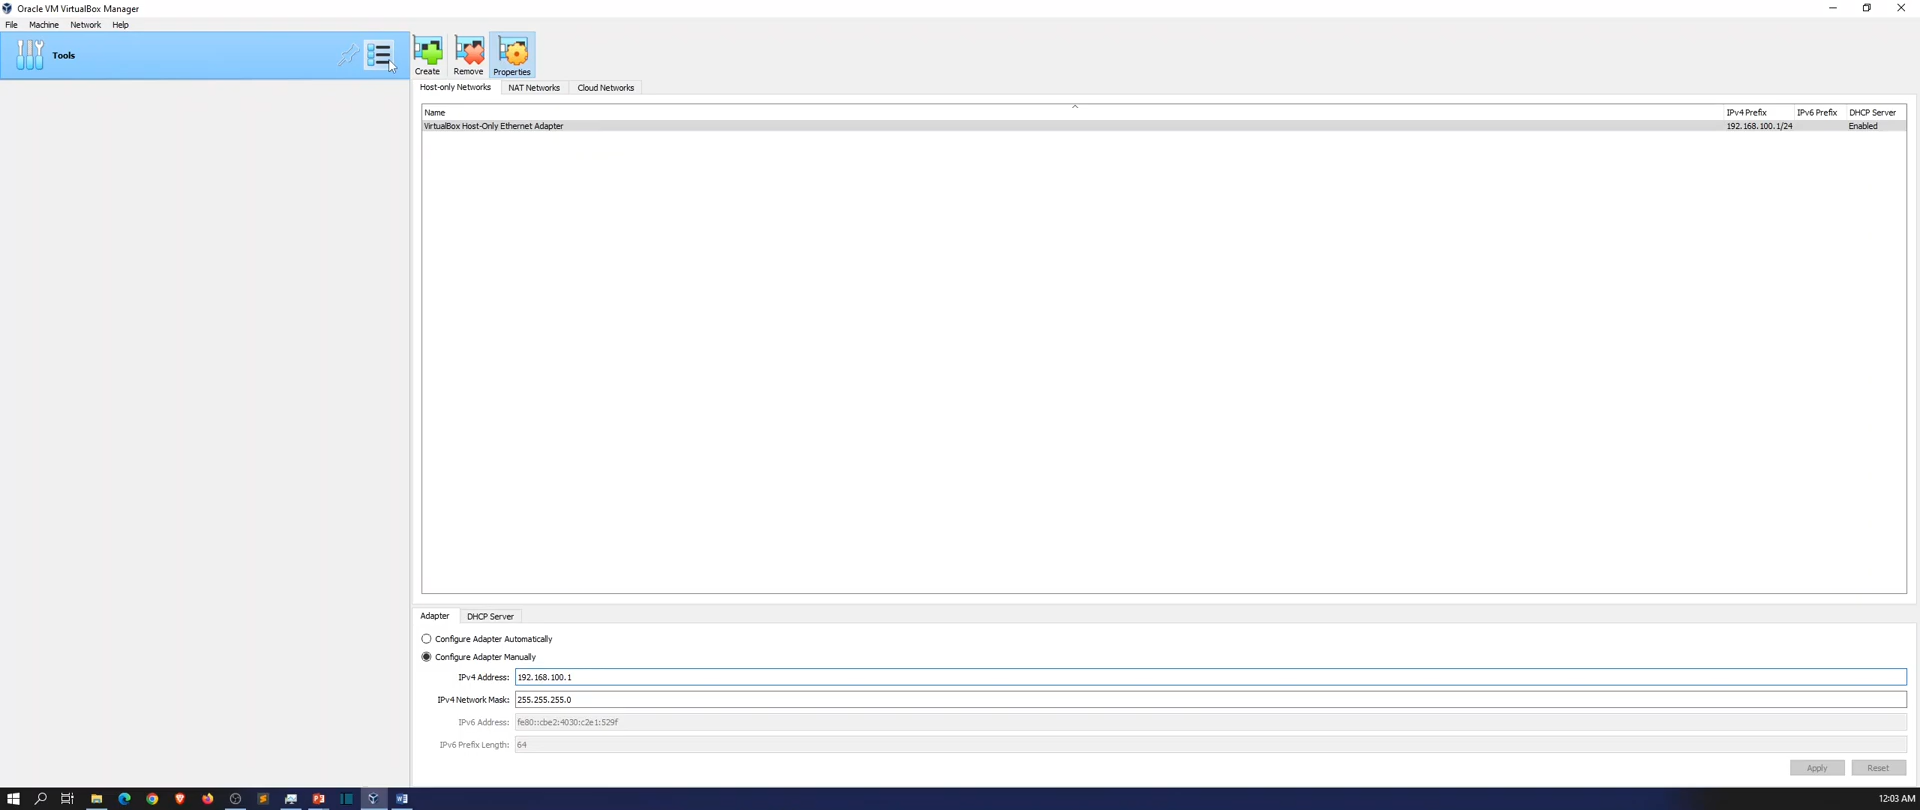 Oracle VM VirtualBox Manager
File Machine Network Help
Tools
Create Remove Properties
Host-only Networks NAT Networks Cloud Networks
Name IPv4 Prefix IPv6 Prefix DHCP Server
VirtualBox Host-Only Ethernet Adapter 192.168.100.1/24 Enabled
Adapter DHCP Server
Configure Adapter Automatically
Configure Adapter Manually
IPv4 Address: 192.168.100.1
IPv4 Network Mask: 255.255.255.0
IPv6 Address: fe80::cbe2:4030:c2e1:529f
IPv6 Prefix Length: 64
Apply Reset
12:03 AM